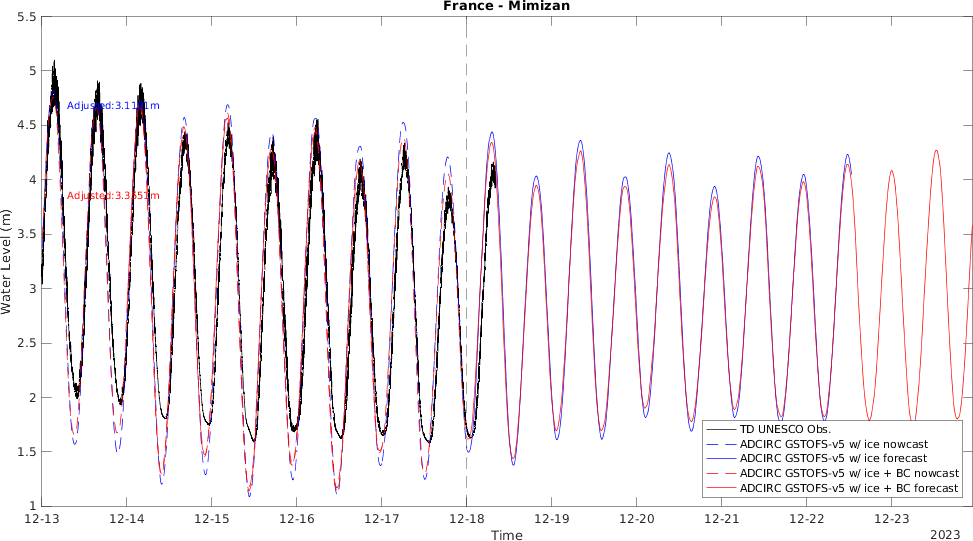 France - Mimizan
5.5
5
4.5
4
3.5
3
2.5
2
1.5
1
Water Level (m)
Adjusted:3.1171m
Adjusted:3.3551m
TD UNESCO Obs.
ADCIRC GSTOFS-v5 w/ ice nowcast
ADCIRC GSTOFS-v5 w/ ice forecast
ADCIRC GSTOFS-v5 w/ ice + BC nowcast
ADCIRC GSTOFS-v5 w/ ice + BC forecast
12-13 12-14 12-15 12-16 12-17 12-18 12-19 12-20 12-21 12-22 12-23
Time
2023